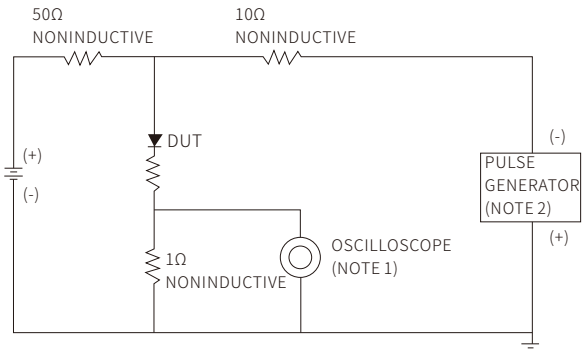 50Ω
NONINDUCTIVE
10Ω
NONINDUCTIVE
DUT
(+)
(-)
(-)
PULSE
GENERATOR
(NOTE 2)
(+)
1Ω
NONINDUCTIVE
OSCILLOSCOPE
(NOTE 1)